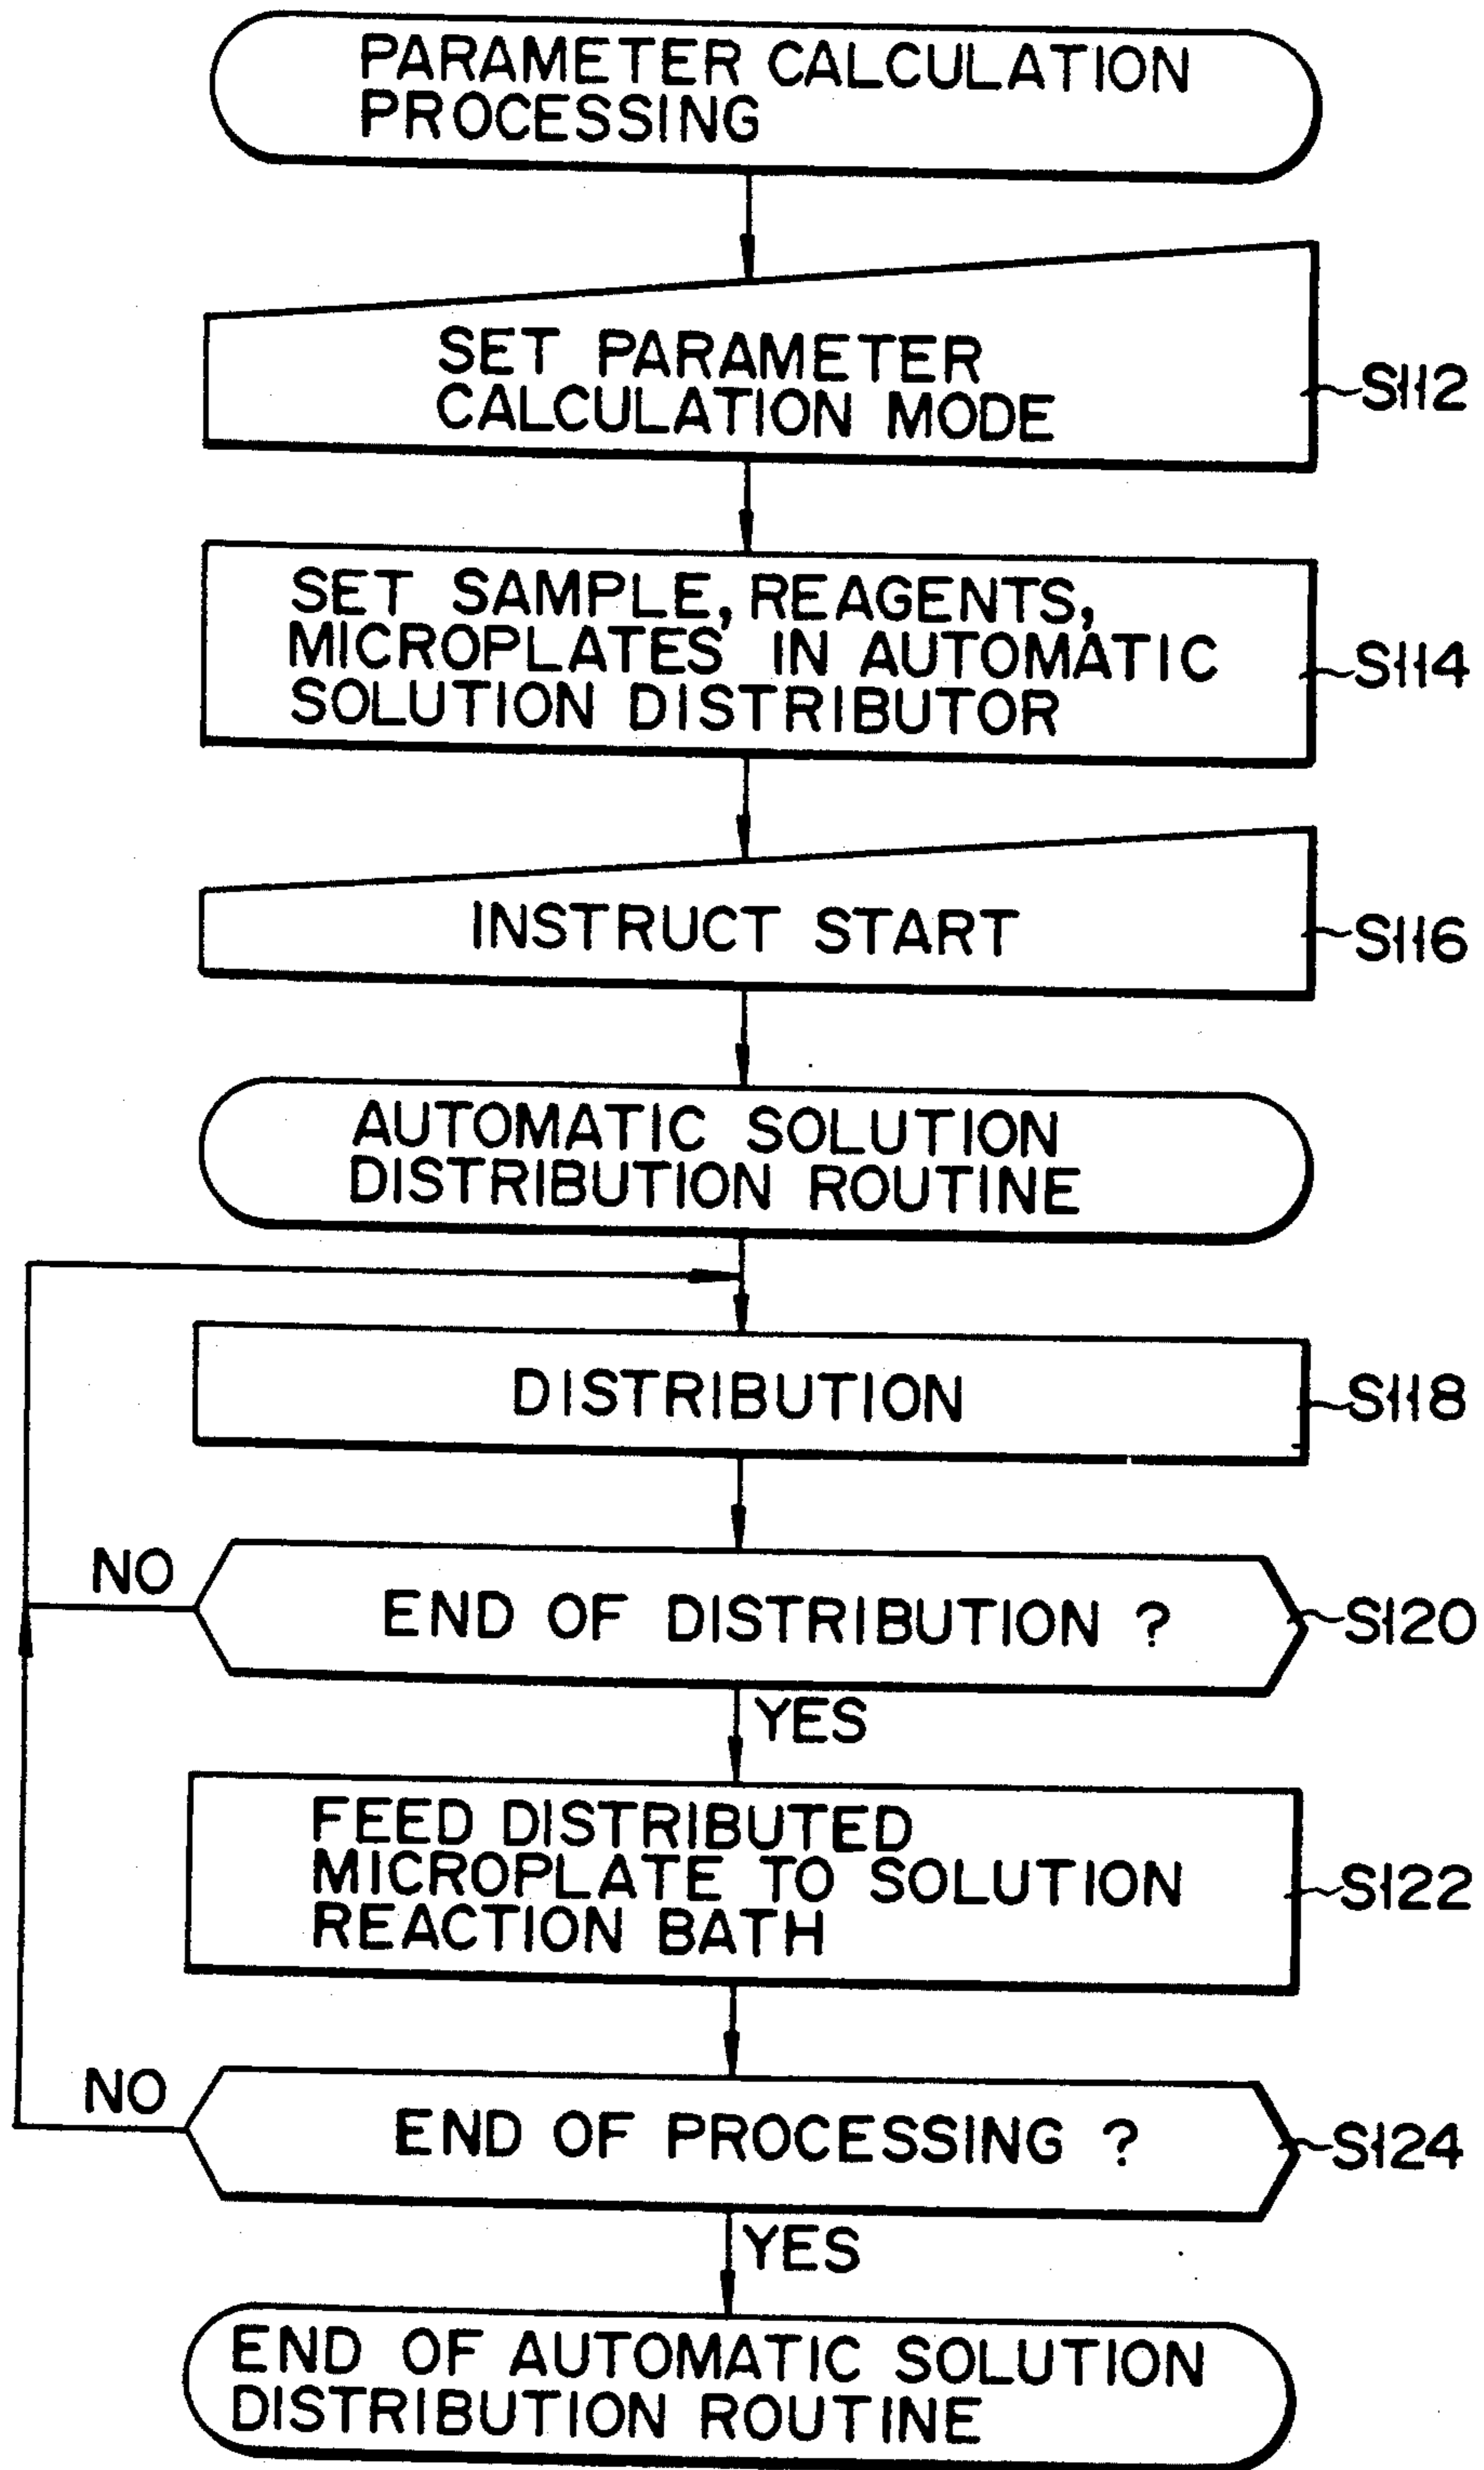 PARAMETER CALCULATION
PROCESSING
SET PARAMETER
CALCULATION MODE
S112
SET SAMPLE, REAGENTS,
MICROPLATES IN AUTOMATIC
SOLUTION DISTRIBUTOR
S114
INSTRUCT START
S116
AUTOMATIC SOLUTION
DISTRIBUTION ROUTINE
DISTRIBUTION
S118
NO
END OF DISTRIBUTION ?
S120
YES
FEED DISTRIBUTED
MICROPLATE TO SOLUTION
REACTION BATH
S122
NO
END OF PROCESSING ?
S124
YES
END OF AUTOMATIC SOLUTION
DISTRIBUTION ROUTINE